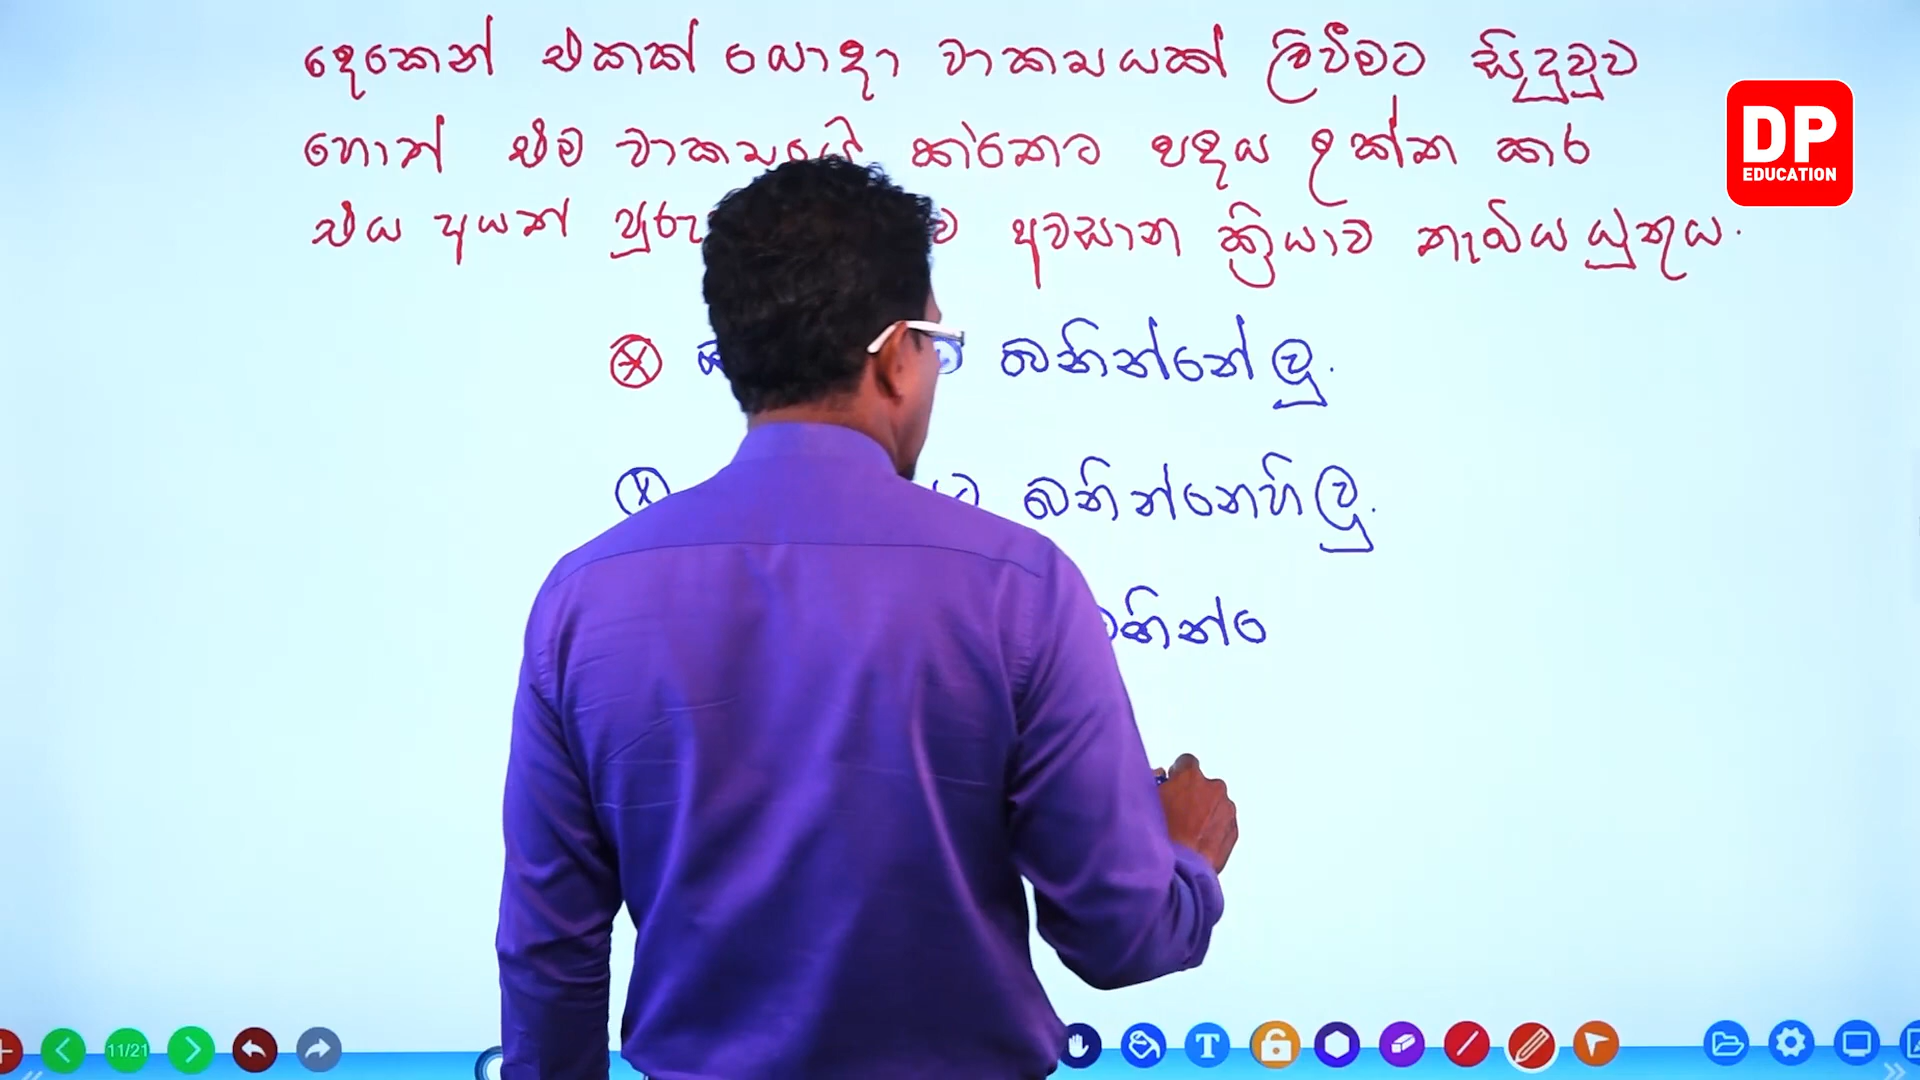 දෙකෙන් එකක් යොදා වාක්‍යයක් ලිවීමට සිදුවුව
හොත් එම වාක්‍යයේ කර්තෘට පදය උක්ත කර
එය අයත් අවසාන ක්‍රියාව තැබිය යුතුය.
බනින්නේ ලු.
බනින්නෙහි ලු.
DP
EDUCATION
11/21
T